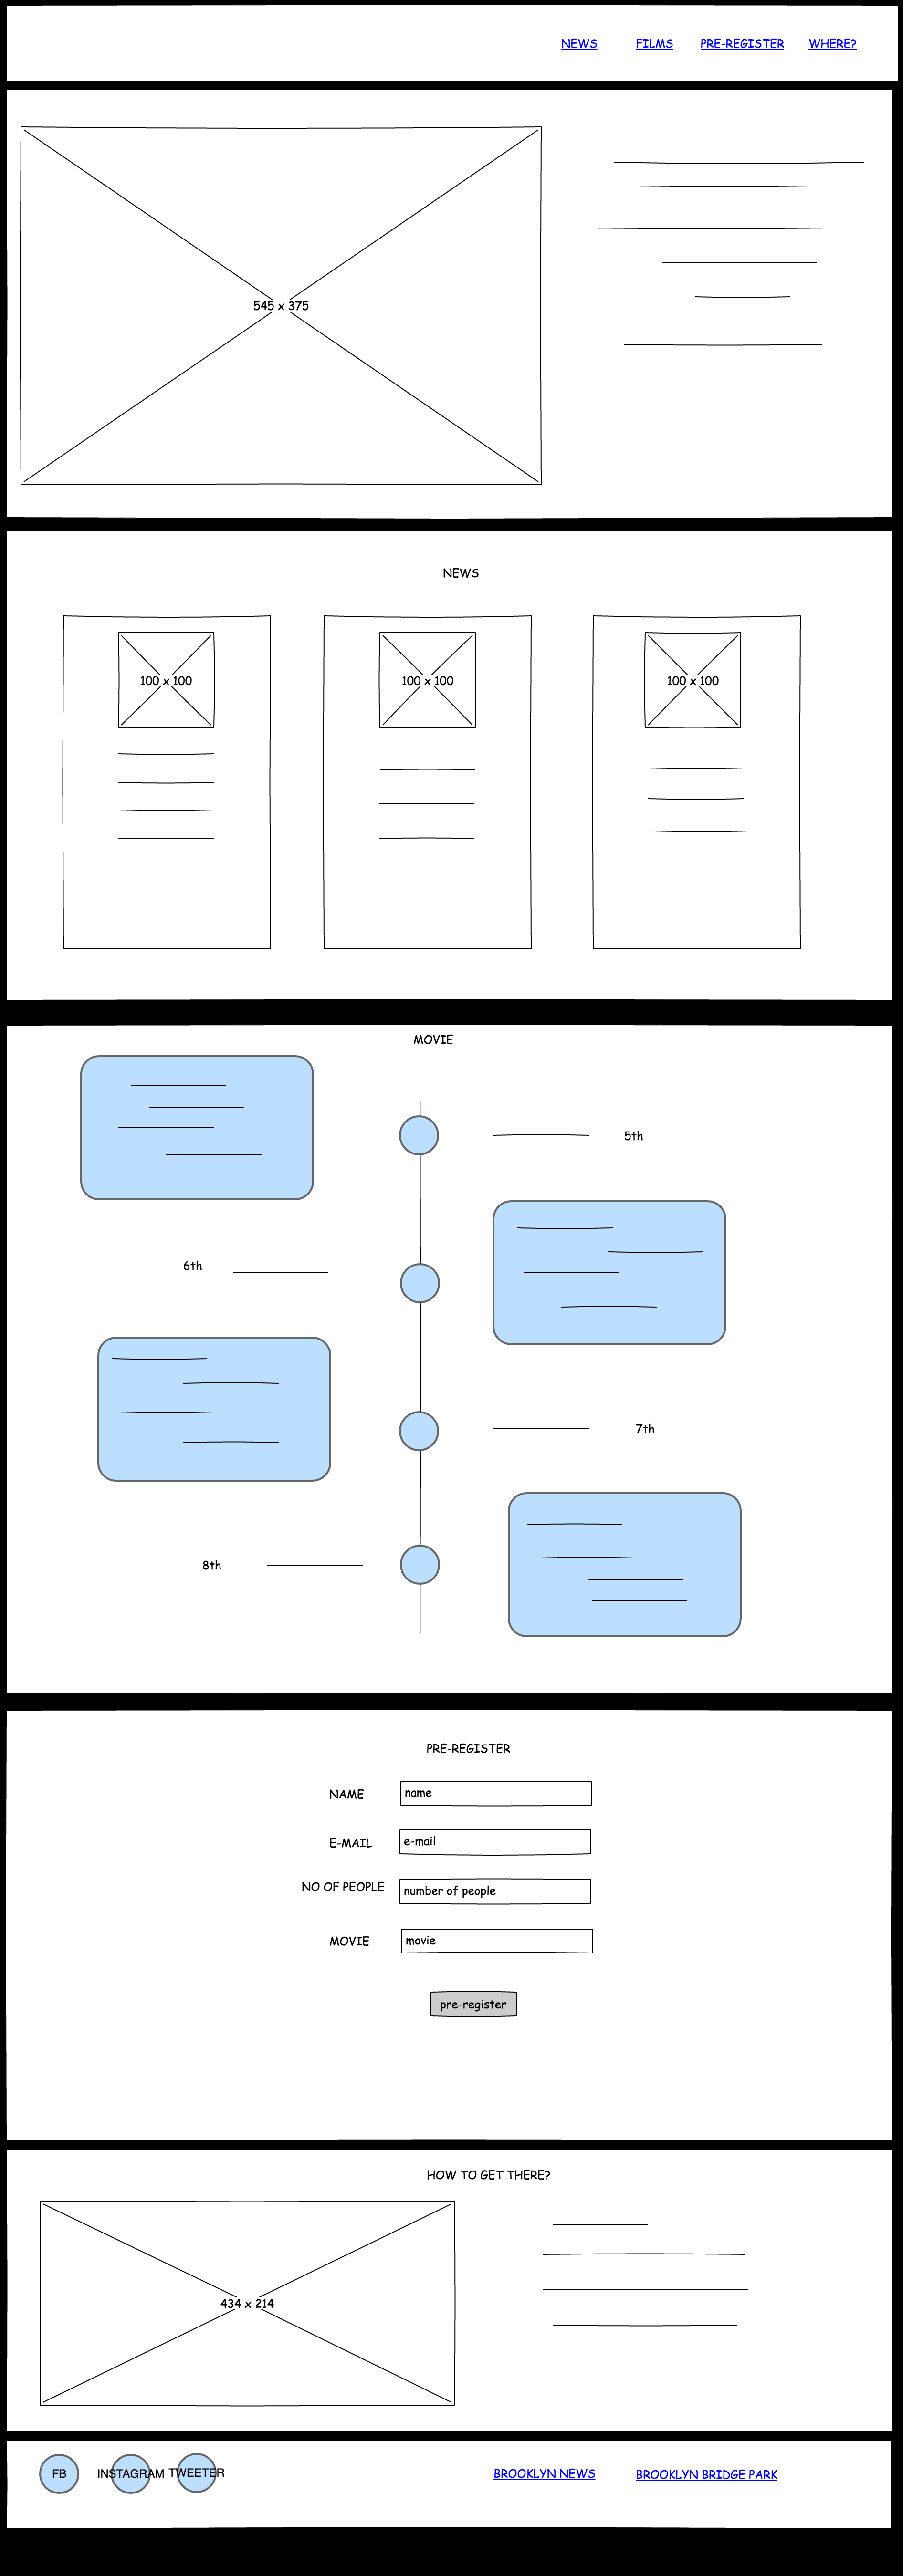 NEWS
FILMS
PRE-REGISTER
WHERE?
545 x 375
NEWS
100 x 100
100 x 100
100 x 100
MOVIE
5th
6th
7th
8th
PRE-REGISTER
NAME
name
E-MAIL
e-mail
NO OF PEOPLE
number of people
MOVIE
movie
pre-register
HOW TO GET THERE?
434 x 214
FB
INSTAGRAM
TWEETER
BROOKLYN NEWS
BROOKLYN BRIDGE PARK